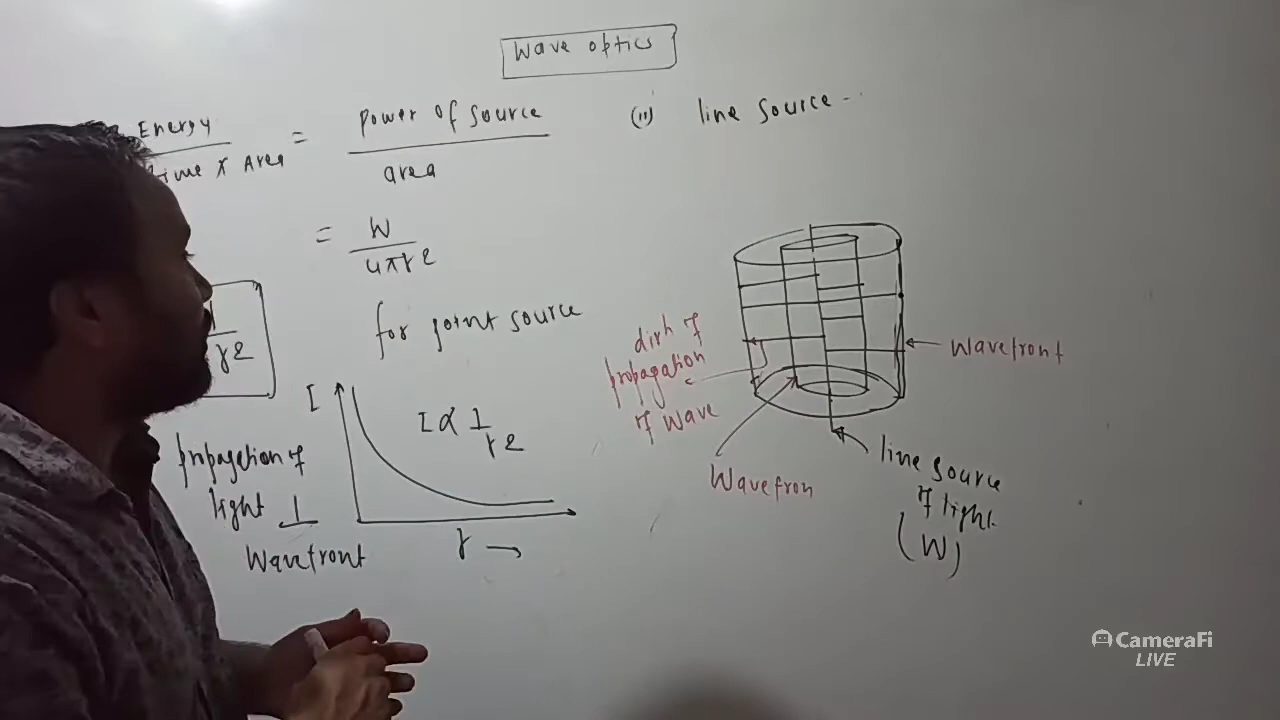 Wave optics
Energy
Time x Area
=
Power of source
area
=
W
4πr2
for point source
r2
propagation of
light ⊥
Wavefront
I
I ∝ 1
r2
r →
(ii) line source -
dirn of
propagation
of wave
Wavefront
Wavefron
line source
of light
(W)
CameraFi
LIVE